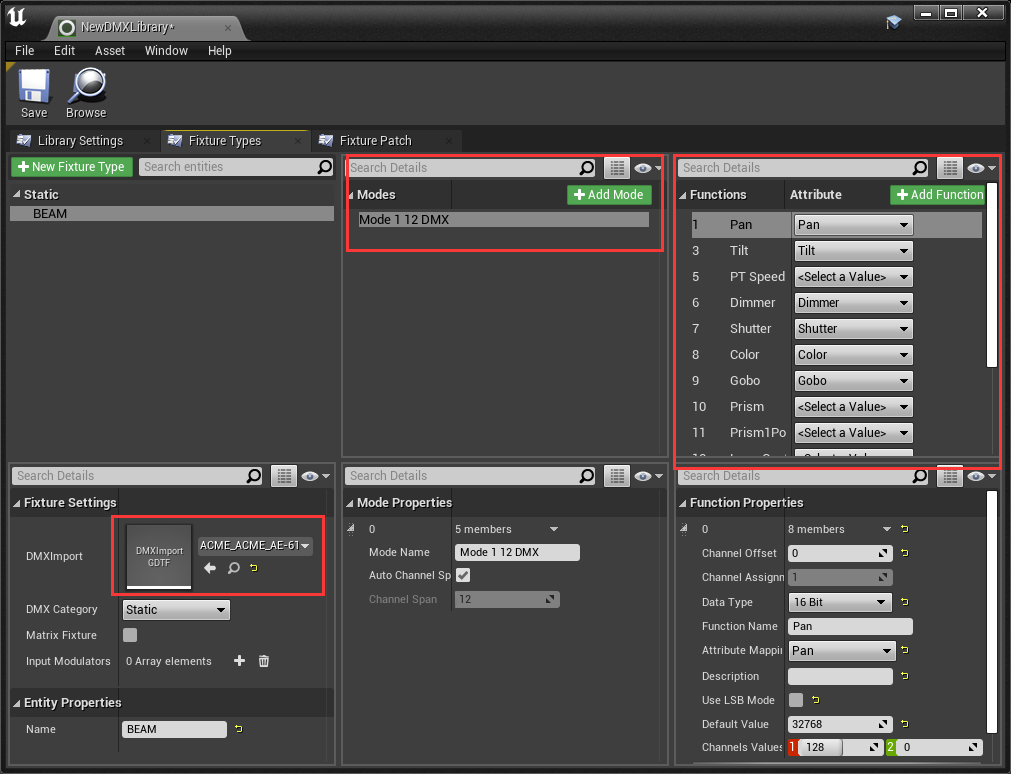 NewDMXLibrary*
File Edit Asset Window Help
Save Browse
Library Settings Fixture Types Fixture Patch
New Fixture Type Search entities
Static
BEAM
Search Details
Modes Add Mode
Mode 1 12 DMX
Search Details
Functions Attribute Add Function
1 Pan Pan
3 Tilt Tilt
5 PT Speed <Select a Value>
6 Dimmer Dimmer
7 Shutter Shutter
8 Color Color
9 Gobo Gobo
10 Prism <Select a Value>
11 Prism1Po <Select a Value>
Search Details
Fixture Settings
DMXImport DMXImport GDTF ACME_ACME_AE-61
DMX Category Static
Matrix Fixture
Input Modulators 0 Array elements
Entity Properties
Name BEAM
Search Details
Mode Properties
0 5 members
Mode Name Mode 1 12 DMX
Auto Channel Sp
Channel Span 12
Search Details
Function Properties
0 8 members
Channel Offset 0
Channel Assignn 1
Data Type 16 Bit
Function Name Pan
Attribute Mappin Pan
Description
Use LSB Mode
Default Value 32768
Channels Values 1 128 2 0